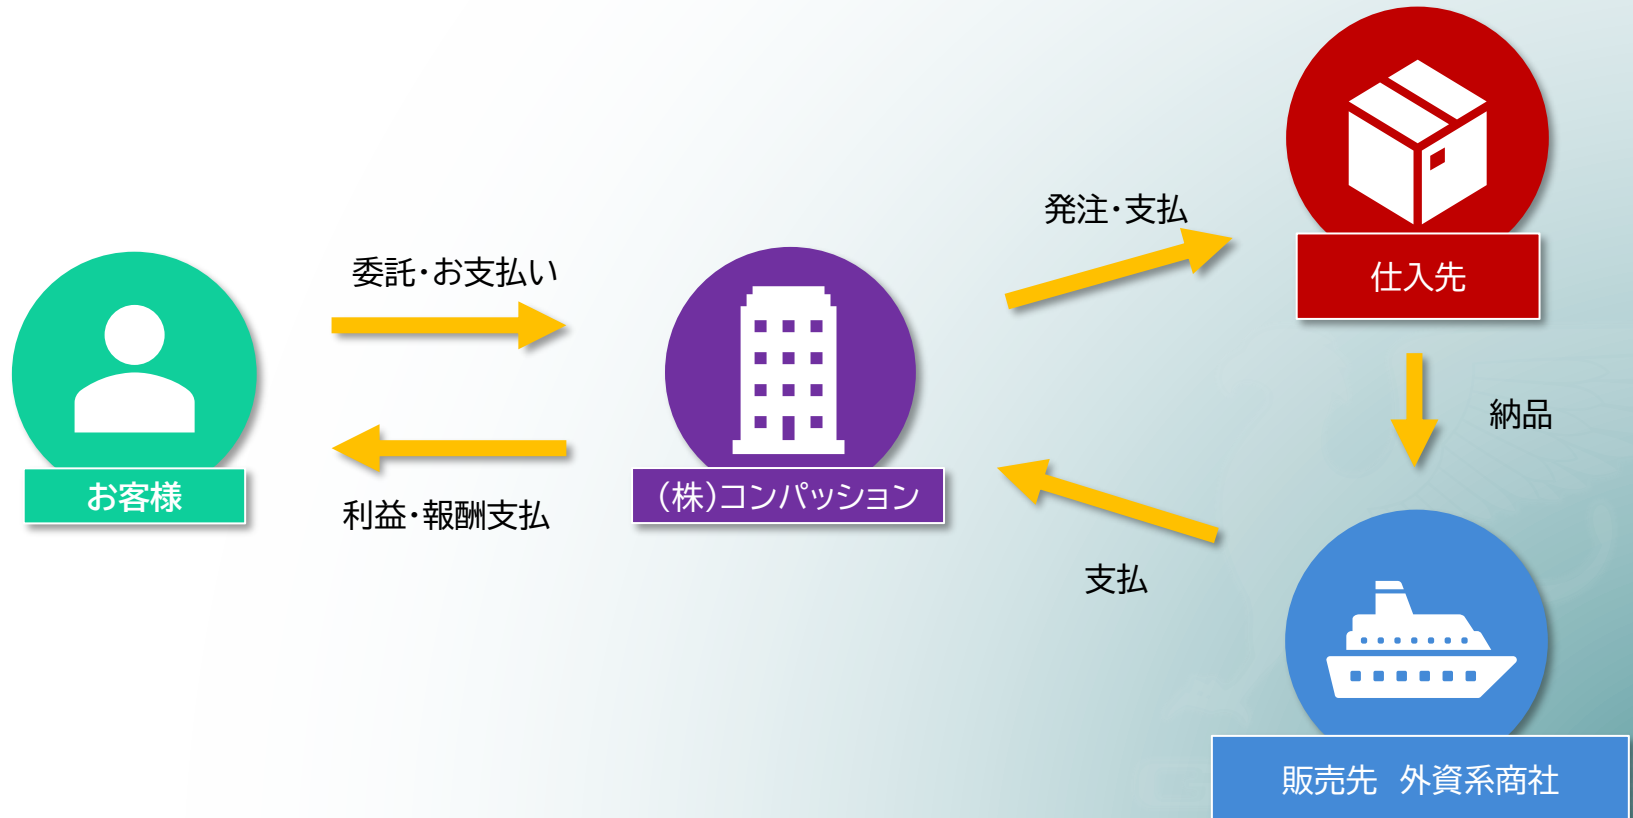 発注・支払
仕入先
委託・お支払い
納品
お客様
（株）コンパッション
利益・報酬支払
支払
販売先　外資系商社